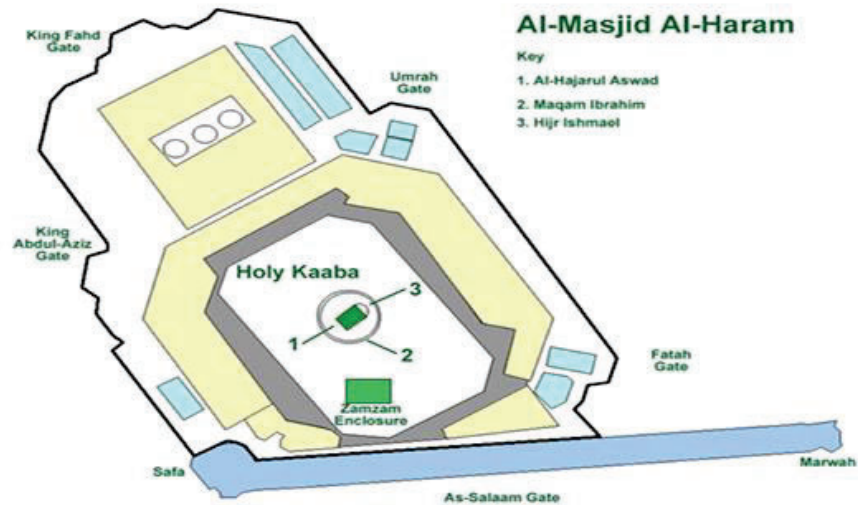 Al-Masjid Al-Haram
Key
1. Al-Hajarul Aswad
2. Maqam Ibrahim
3. Hijr Ishmael
King Fahd
Gate
Umrah
Gate
King
Abdul-Aziz
Gate
Holy Kaaba
3
1
2
Fatah
Gate
Zamzam
Enclosure
Safa
Marwah
As-Salaam Gate